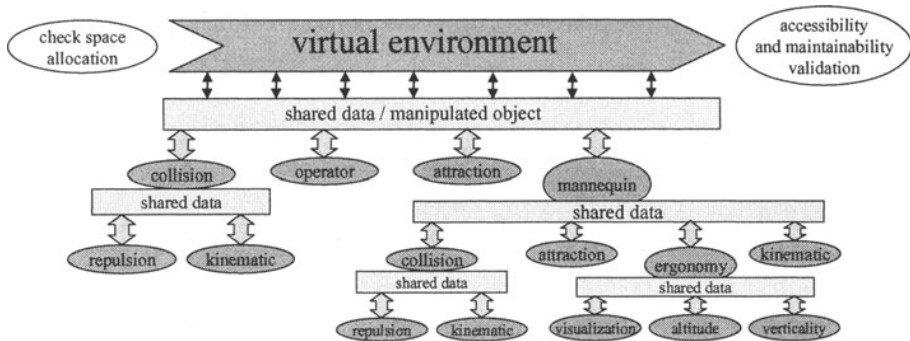 check space
allocation
virtual environment
accessibility
and maintainability
validation
shared data / manipulated object
collision
operator
attraction
mannequin
shared data
shared data
repulsion
kinematic
collision
attraction
ergonomy
kinematic
shared data
shared data
repulsion
kinematic
visualization
altitude
verticality